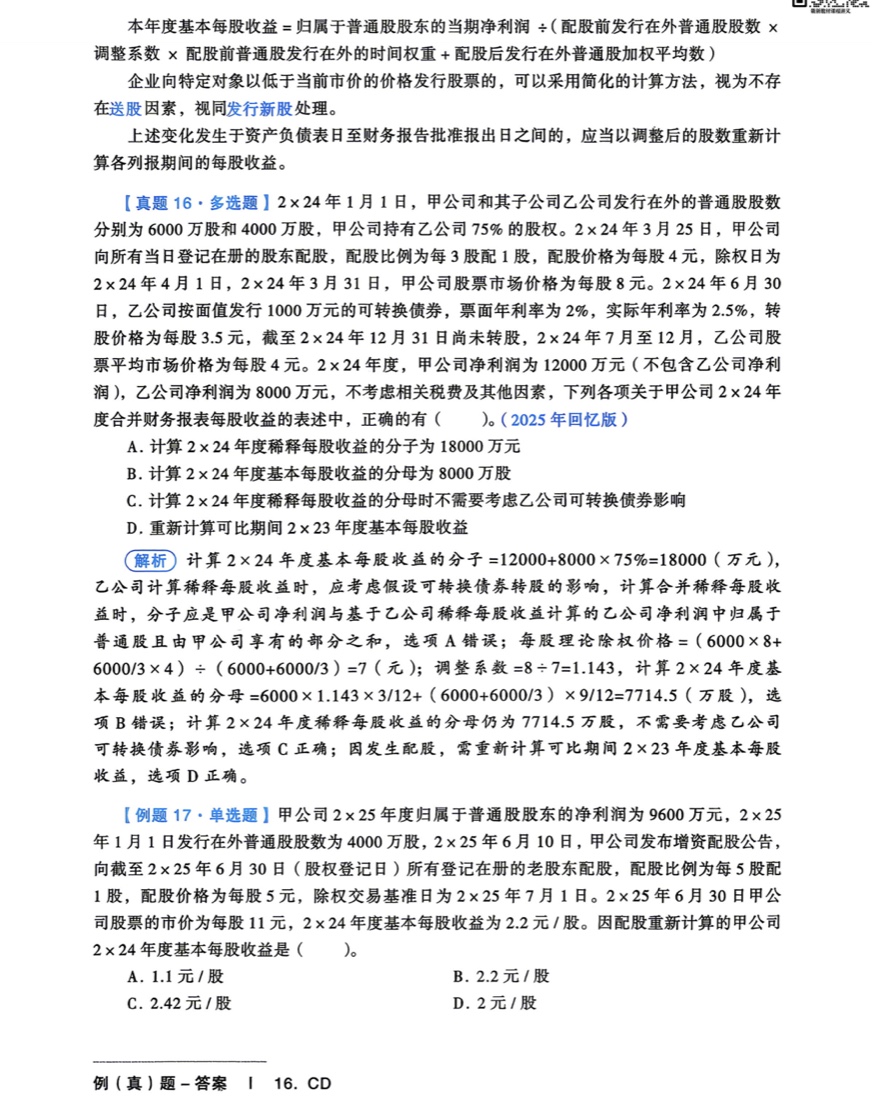 本年度基本每股收益 = 归属于普通股股东的当期净利润 ÷（配股前发行在外普通股股数 ×
调整系数 × 配股前普通股发行在外的时间权重 + 配股后发行在外普通股加权平均数）
企业向特定对象以低于当前市价的价格发行股票的，可以采用简化的计算方法，视为不存
在送股因素，视同发行新股处理。
上述变化发生于资产负债表日至财务报告批准报出日之间的，应当以调整后的股数重新计
算各列报期间的每股收益。
【真题 16 · 多选题】2×24 年 1 月 1 日，甲公司和其子公司乙公司发行在外的普通股股数
分别为 6000 万股和 4000 万股，甲公司持有乙公司 75% 的股权。2×24 年 3 月 25 日，甲公司
向所有当日登记在册的股东配股，配股比例为每 3 股配 1 股，配股价格为每股 4 元，除权日为
2×24 年 4 月 1 日，2×24 年 3 月 31 日，甲公司股票市场价格为每股 8 元。2×24 年 6 月 30
日，乙公司按面值发行 1000 万元的可转换债券，票面年利率为 2%，实际年利率为 2.5%，转
股价格为每股 3.5 元，截至 2×24 年 12 月 31 日尚未转股，2×24 年 7 月至 12 月，乙公司股
票平均市场价格为每股 4 元。2×24 年度，甲公司净利润为 12000 万元（不包含乙公司净利
润），乙公司净利润为 8000 万元，不考虑相关税费及其他因素，下列各项关于甲公司 2×24 年
度合并财务报表每股收益的表述中，正确的有（　　）。（2025 年回忆版）
A. 计算 2×24 年度稀释每股收益的分子为 18000 万元
B. 计算 2×24 年度基本每股收益的分母为 8000 万股
C. 计算 2×24 年度稀释每股收益的分母时不需要考虑乙公司可转换债券影响
D. 重新计算可比期间 2×23 年度基本每股收益
解析 计算 2×24 年度基本每股收益的分子 =12000+8000×75%=18000（万元），
乙公司计算稀释每股收益时，应考虑假设可转换债券转股的影响，计算合并稀释每股收
益时，分子应是甲公司净利润与基于乙公司稀释每股收益计算的乙公司净利润中归属于
普通股且由甲公司享有的部分之和，选项 A 错误；每股理论除权价格 =（6000×8+
6000/3×4）÷（6000+6000/3）=7（元）；调整系数 =8÷7=1.143，计算 2×24 年度基
本每股收益的分母 =6000×1.143×3/12+（6000+6000/3）×9/12=7714.5（万股），选
项 B 错误；计算 2×24 年度稀释每股收益的分母仍为 7714.5 万股，不需要考虑乙公司
可转换债券影响，选项 C 正确；因发生配股，需重新计算可比期间 2×23 年度基本每股
收益，选项 D 正确。
【例题 17 · 单选题】甲公司 2×25 年度归属于普通股股东的净利润为 9600 万元，2×25
年 1 月 1 日发行在外普通股股数为 4000 万股，2×25 年 6 月 10 日，甲公司发布增资配股公告，
向截至 2×25 年 6 月 30 日（股权登记日）所有登记在册的老股东配股，配股比例为每 5 股配
1 股，配股价格为每股 5 元，除权交易基准日为 2×25 年 7 月 1 日。2×25 年 6 月 30 日甲公
司股票的市价为每股 11 元，2×24 年度基本每股收益为 2.2 元 / 股。因配股重新计算的甲公司
2×24 年度基本每股收益是（　　）。
A. 1.1 元 / 股
B. 2.2 元 / 股
C. 2.42 元 / 股
D. 2 元 / 股
例（真）题 – 答案 | 16. CD